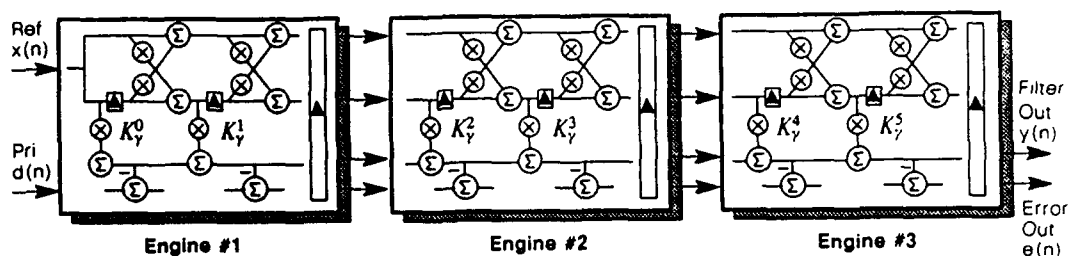 Ref
x(n)
Pri
d(n)
Σ Σ
Σ Σ
K_γ^0 K_γ^1
Σ Σ
Σ Σ
Engine #1
Σ Σ
Σ Σ
K_γ^2 K_γ^3
Σ Σ
Σ Σ
Engine #2
Σ Σ
Σ Σ
K_γ^4 K_γ^5
Σ Σ
Σ Σ
Engine #3
Filter
Out
y(n)
Error
Out
e(n)